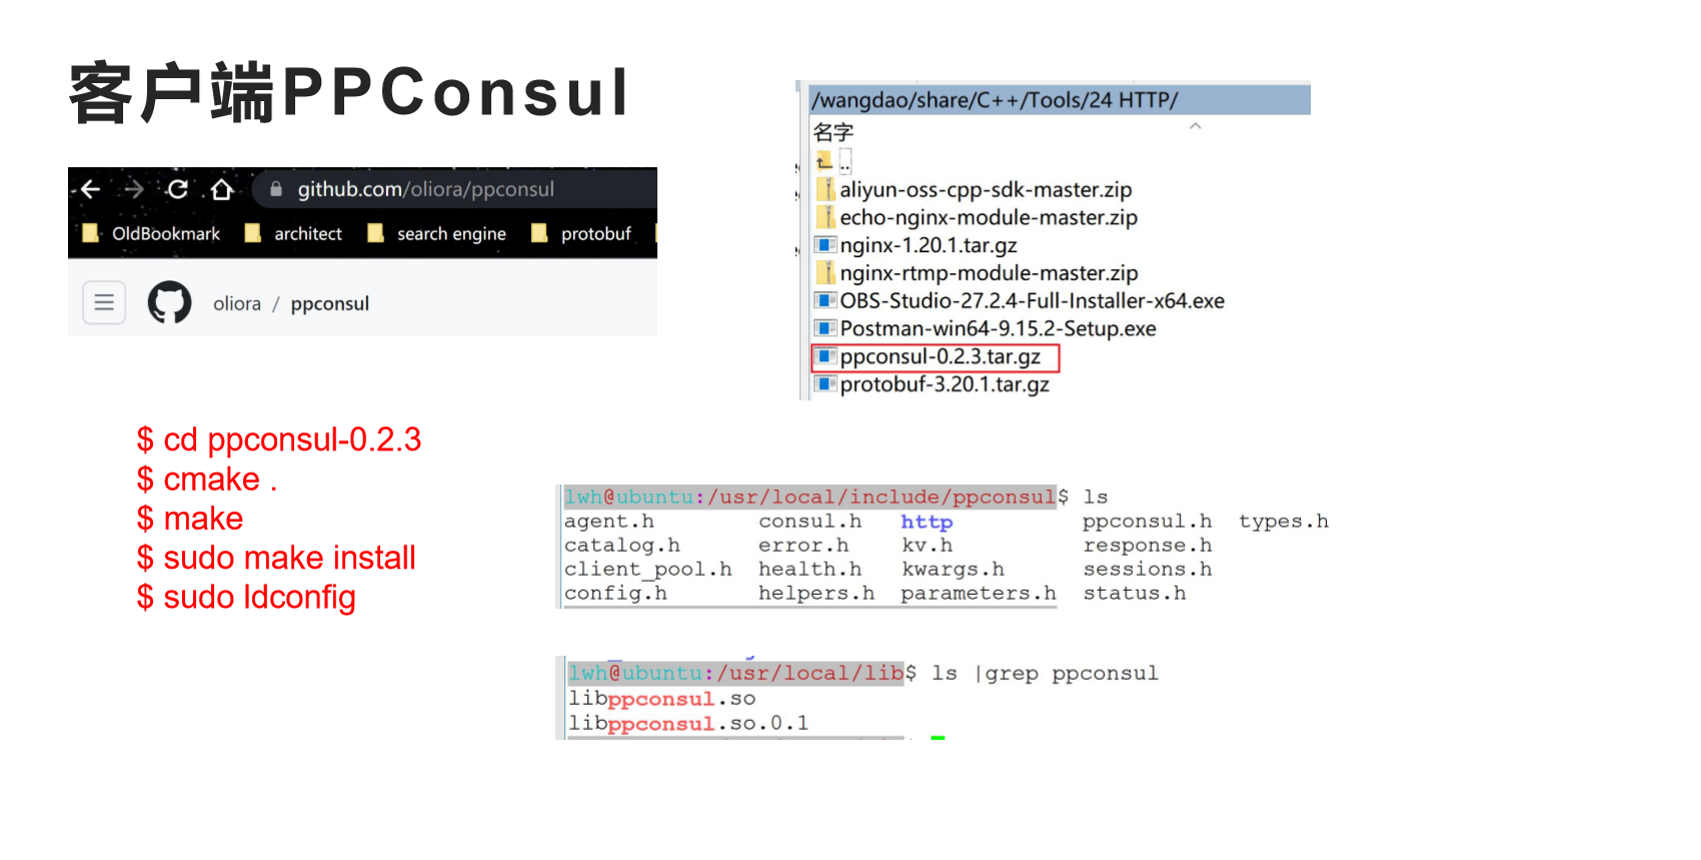 客户端PPConsul
github.com/oliora/ppconsul
OldBookmark architect search engine protobuf
oliora / ppconsul
/wangdao/share/C++/Tools/24 HTTP/
名字
..
aliyun-oss-cpp-sdk-master.zip
echo-nginx-module-master.zip
nginx-1.20.1.tar.gz
nginx-rtmp-module-master.zip
OBS-Studio-27.2.4-Full-Installer-x64.exe
Postman-win64-9.15.2-Setup.exe
ppconsul-0.2.3.tar.gz
protobuf-3.20.1.tar.gz
$ cd ppconsul-0.2.3
$ cmake .
$ make
$ sudo make install
$ sudo ldconfig
lwh@ubuntu:/usr/local/include/ppconsul$ ls
agent.h consul.h http ppconsul.h types.h
catalog.h error.h kv.h response.h
client_pool.h health.h kwargs.h sessions.h
config.h helpers.h parameters.h status.h
lwh@ubuntu:/usr/local/lib$ ls |grep ppconsul
libppconsul.so
libppconsul.so.0.1